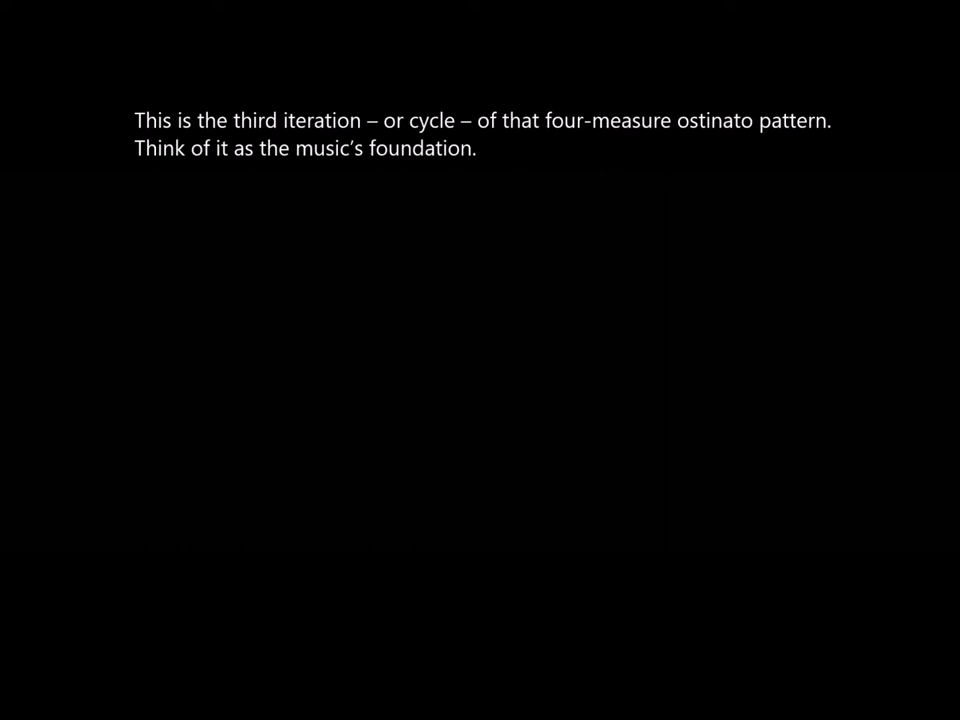 This is the third iteration – or cycle – of that four-measure ostinato pattern.
Think of it as the music’s foundation.